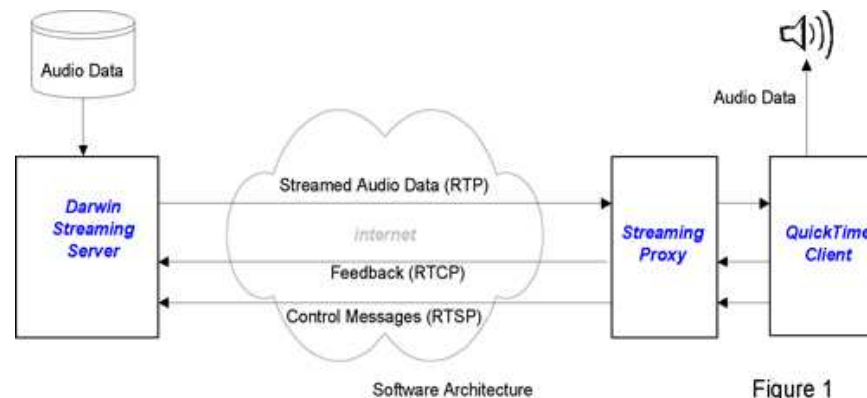 Audio Data
Audio Data
Streamed Audio Data (RTP)
Darwin
Streaming
Server
Internet
Streaming
Proxy
QuickTime
Client
Feedback (RTCP)
Control Messages (RTSP)
Software Architecture
Figure 1